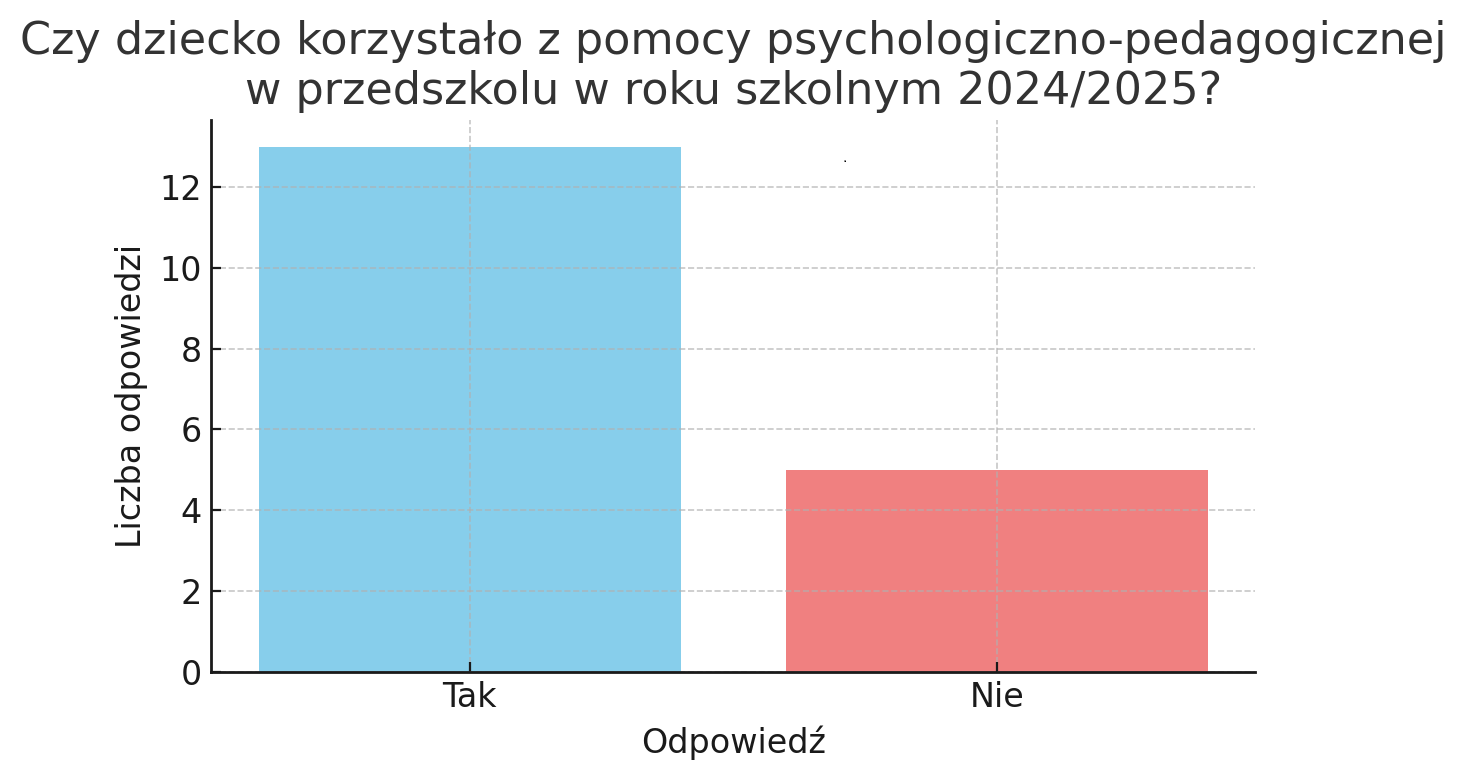 Czy dziecko korzystało z pomocy psychologiczno-pedagogicznej
w przedszkolu w roku szkolnym 2024/2025?
Liczba odpowiedzi
12
10
8
6
4
2
0
Tak
Nie
Odpowiedź